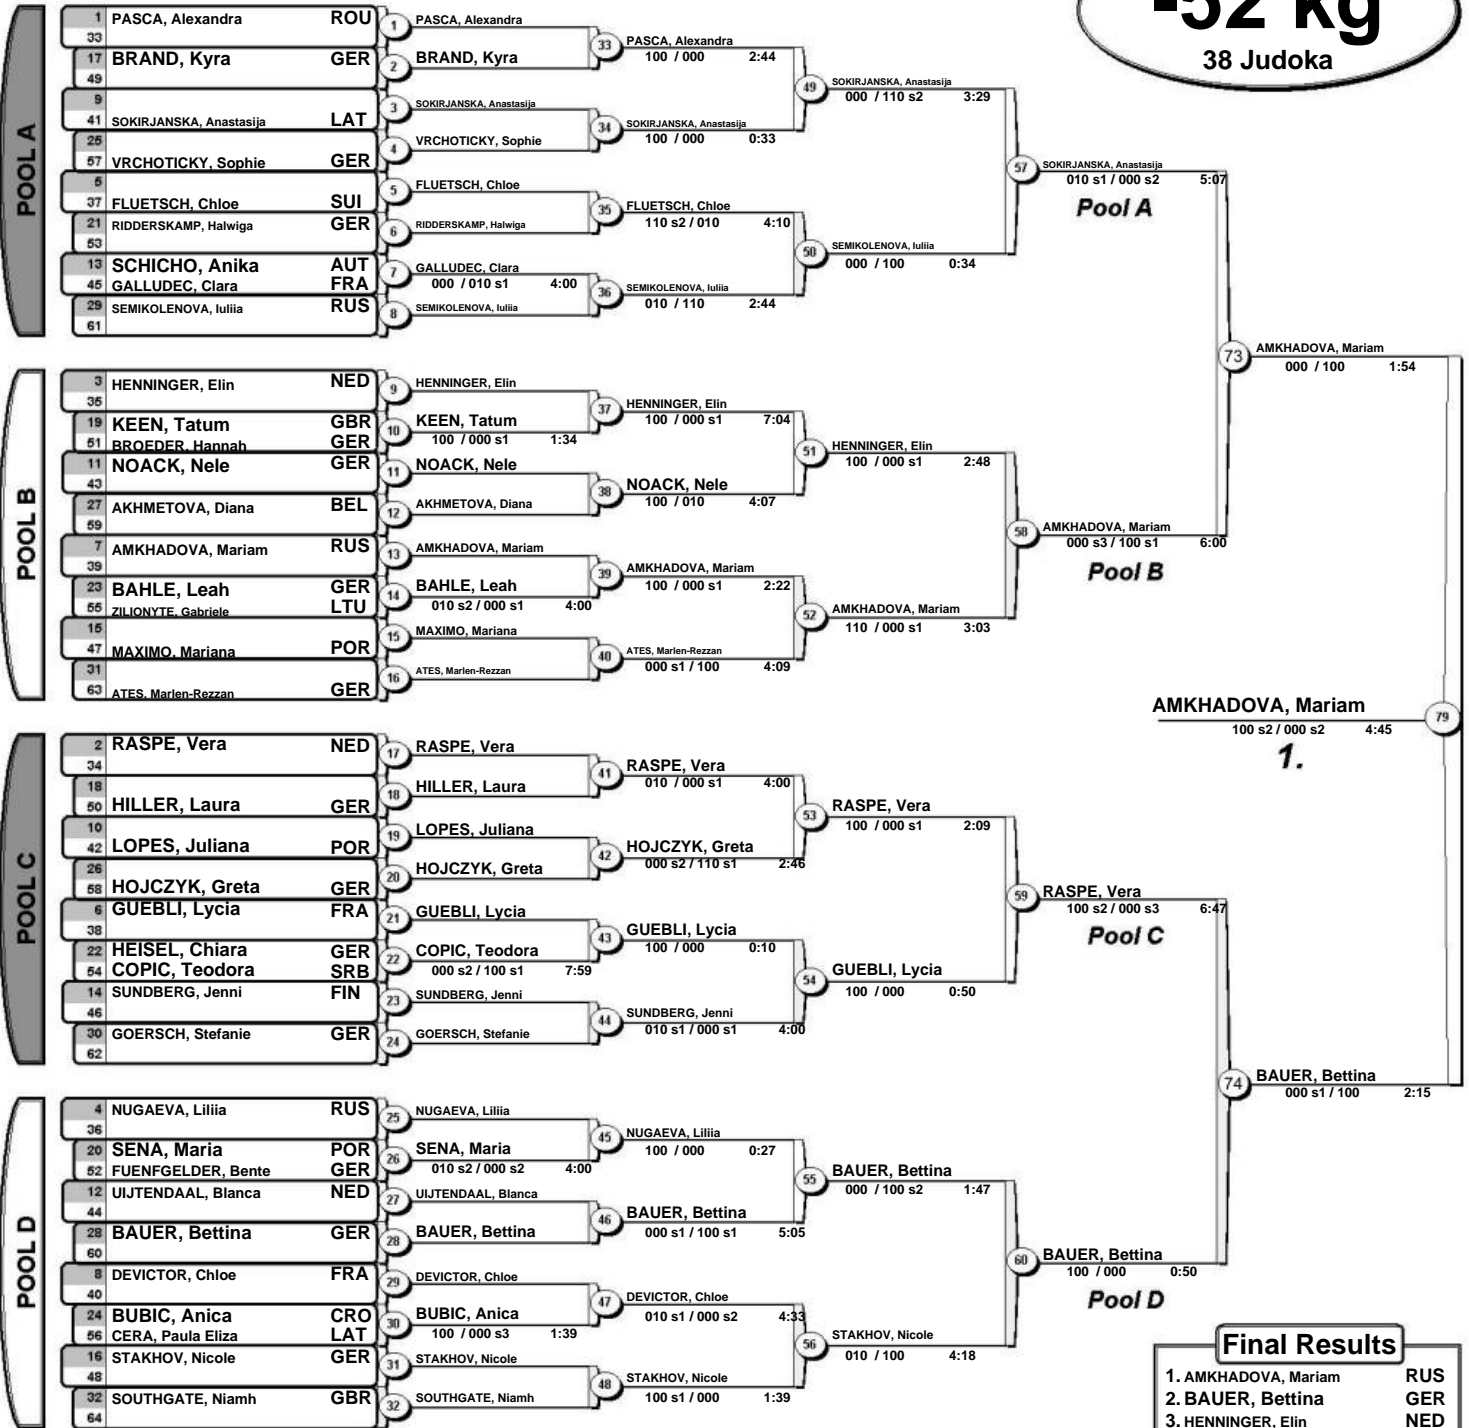 -52 kg
38 Judoka
POOL A
1 PASCA, Alexandra ROU
33
17 BRAND, Kyra GER
49
9
41 SOKIRJANSKA, Anastasija LAT
25
57 VRCHOTICKY, Sophie GER
5
37 FLUETSCH, Chloe SUI
21 RIDDERSKAMP, Halwiga GER
53
13 SCHICHO, Anika AUT
45 GALLUDEC, Clara FRA
29 SEMIKOLENOVA, Iuliia RUS
61
1 PASCA, Alexandra
2 BRAND, Kyra
3 SOKIRJANSKA, Anastasija
4 VRCHOTICKY, Sophie
5 FLUETSCH, Chloe
6 RIDDERSKAMP, Halwiga
7 GALLUDEC, Clara
000 / 010 s1 4:00
8 SEMIKOLENOVA, Iuliia
33 PASCA, Alexandra
100 / 000 2:44
34 SOKIRJANSKA, Anastasija
100 / 000 0:33
35 FLUETSCH, Chloe
110 s2 / 010 4:10
36 SEMIKOLENOVA, Iuliia
010 / 110 2:44
49 SOKIRJANSKA, Anastasija
000 / 110 s2 3:29
50 SEMIKOLENOVA, Iuliia
000 / 100 0:34
57 SOKIRJANSKA, Anastasija
010 s1 / 000 s2 5:07
Pool A
POOL B
3 HENNINGER, Elin NED
35
19 KEEN, Tatum GBR
51 BROEDER, Hannah GER
11 NOACK, Nele GER
43
27 AKHMETOVA, Diana BEL
59
7 AMKHADOVA, Mariam RUS
39
23 BAHLE, Leah GER
55 ZILIONYTE, Gabriele LTU
15
47 MAXIMO, Mariana POR
31
63 ATES, Marlen-Rezzan GER
9 HENNINGER, Elin
10 KEEN, Tatum
100 / 000 s1 1:34
11 NOACK, Nele
12 AKHMETOVA, Diana
13 AMKHADOVA, Mariam
14 BAHLE, Leah
010 s2 / 000 s1 4:00
15 MAXIMO, Mariana
16 ATES, Marlen-Rezzan
37 HENNINGER, Elin
100 / 000 s1 7:04
38 NOACK, Nele
100 / 010 4:07
39 AMKHADOVA, Mariam
100 / 000 s1 2:22
40 ATES, Marlen-Rezzan
000 s1 / 100 4:09
51 HENNINGER, Elin
100 / 000 s1 2:48
52 AMKHADOVA, Mariam
110 / 000 s1 3:03
58 AMKHADOVA, Mariam
000 s3 / 100 s1 6:00
Pool B
73 AMKHADOVA, Mariam
000 / 100 1:54
AMKHADOVA, Mariam 79
100 s2 / 000 s2 4:45
1.
POOL C
2 RASPE, Vera NED
34
18
50 HILLER, Laura GER
10
42 LOPES, Juliana POR
26
58 HOJCZYK, Greta GER
6 GUEBLI, Lycia FRA
38
22 HEISEL, Chiara GER
54 COPIC, Teodora SRB
14 SUNDBERG, Jenni FIN
46
30 GOERSCH, Stefanie GER
62
17 RASPE, Vera
18 HILLER, Laura
19 LOPES, Juliana
20 HOJCZYK, Greta
21 GUEBLI, Lycia
22 COPIC, Teodora
000 s2 / 100 s1 7:59
23 SUNDBERG, Jenni
24 GOERSCH, Stefanie
41 RASPE, Vera
010 / 000 s1 4:00
42 HOJCZYK, Greta
000 s2 / 110 s1 2:46
43 GUEBLI, Lycia
100 / 000 0:10
44 SUNDBERG, Jenni
010 s1 / 000 s1 4:00
53 RASPE, Vera
100 / 000 s1 2:09
54 GUEBLI, Lycia
100 / 000 0:50
59 RASPE, Vera
100 s2 / 000 s3 6:47
Pool C
POOL D
4 NUGAEVA, Liliia RUS
36
20 SENA, Maria POR
52 FUENFGELDER, Bente GER
12 UIJTENDAAL, Blanca NED
44
28 BAUER, Bettina GER
60
8 DEVICTOR, Chloe FRA
40
24 BUBIC, Anica CRO
56 CERA, Paula Eliza LAT
16 STAKHOV, Nicole GER
48
32 SOUTHGATE, Niamh GBR
64
25 NUGAEVA, Liliia
26 SENA, Maria
010 s2 / 000 s2 4:00
27 UIJTENDAAL, Blanca
28 BAUER, Bettina
29 DEVICTOR, Chloe
30 BUBIC, Anica
100 / 000 s3 1:39
31 STAKHOV, Nicole
32 SOUTHGATE, Niamh
45 NUGAEVA, Liliia
100 / 000 0:27
46 BAUER, Bettina
000 s1 / 100 s1 5:05
47 DEVICTOR, Chloe
010 s1 / 000 s2 4:33
48 STAKHOV, Nicole
100 s1 / 000 1:39
55 BAUER, Bettina
000 / 100 s2 1:47
56 STAKHOV, Nicole
010 / 100 4:18
60 BAUER, Bettina
100 / 000 0:50
Pool D
74 BAUER, Bettina
000 s1 / 100 2:15
Final Results
1. AMKHADOVA, Mariam RUS
2. BAUER, Bettina GER
3. HENNINGER, Elin NED